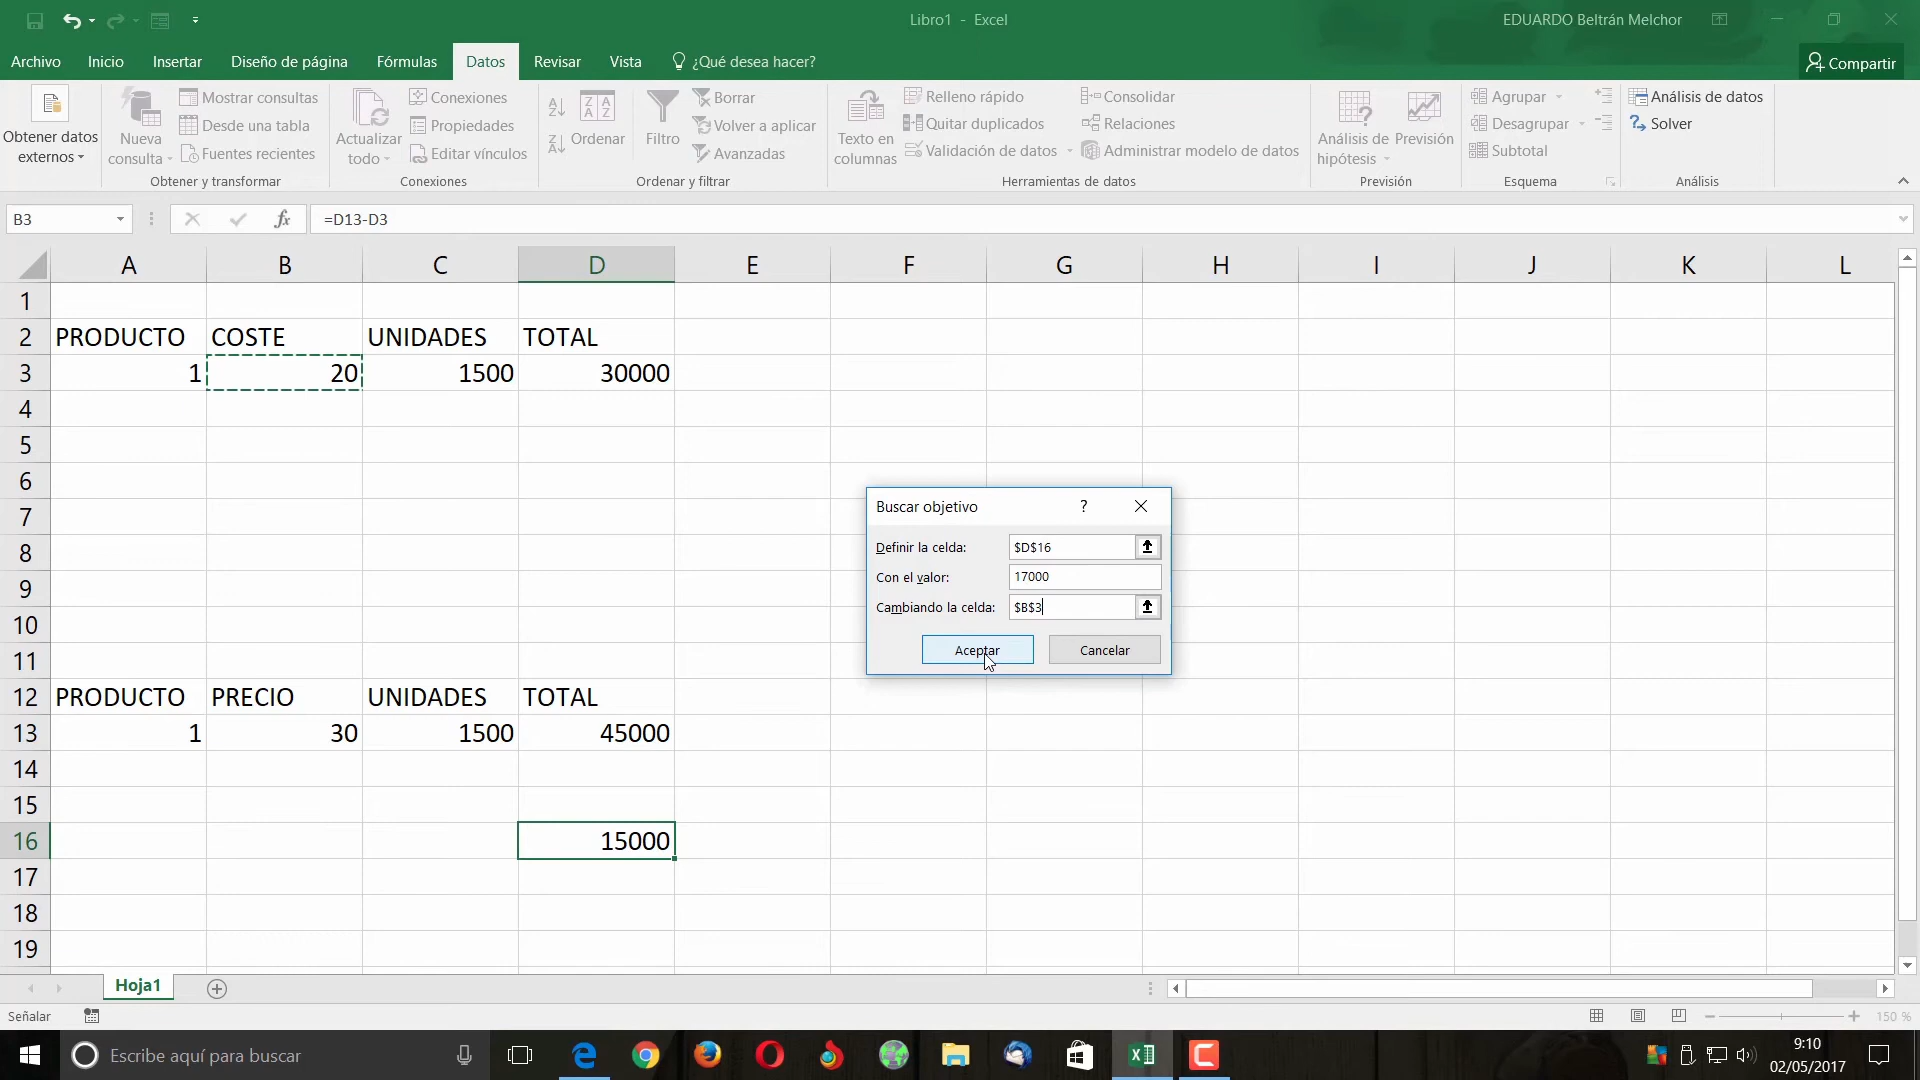 Libro1 - Excel
EDUARDO Beltrán Melchor
Archivo Inicio Insertar Diseño de página Fórmulas Datos Revisar Vista ¿Qué desea hacer? Compartir
Obtener datos externos
Nueva consulta
Mostrar consultas
Desde una tabla
Fuentes recientes
Obtener y transformar
Actualizar todo
Conexiones
Propiedades
Editar vínculos
Conexiones
Ordenar
Filtro
Borrar
Volver a aplicar
Avanzadas
Ordenar y filtrar
Texto en columnas
Relleno rápido
Quitar duplicados
Validación de datos
Consolidar
Relaciones
Administrar modelo de datos
Herramientas de datos
Análisis de hipótesis
Previsión
Previsión
Agrupar
Desagrupar
Subtotal
Esquema
Análisis de datos
Solver
Análisis
B3 fx =D13-D3
A B C D E F G H I J K L
1
2 PRODUCTO COSTE UNIDADES TOTAL
3 1 20 1500 30000
4
5
6
7
8
9
10
11
12 PRODUCTO PRECIO UNIDADES TOTAL
13 1 30 1500 45000
14
15
16 15000
17
18
19
Buscar objetivo ?
Definir la celda: $D$16
Con el valor: 17000
Cambiando la celda: $B$3
Aceptar Cancelar
Hoja1
Señalar
150 %
Escribe aquí para buscar
9:10
02/05/2017